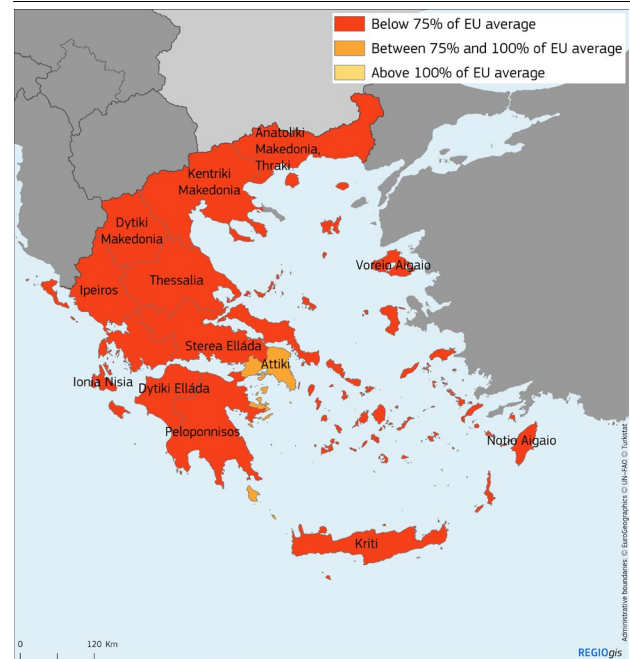 Below 75% of EU average
Between 75% and 100% of EU average
Above 100% of EU average
Anatoliki
Makedonia,
Thraki
Kentriki
Makedonia
Dytiki
Makedonia
Voreio Aigaio
Thessalia
Ipeiros
Sterea Elláda
Attiki
Ionia Nisia
Dytiki Elláda
Peloponnisos
Notio Aigaio
Kriti
0 120 Km
Administrative boundaries: © EuroGeographics © UN-FAO © Turkstat
REGIOgis